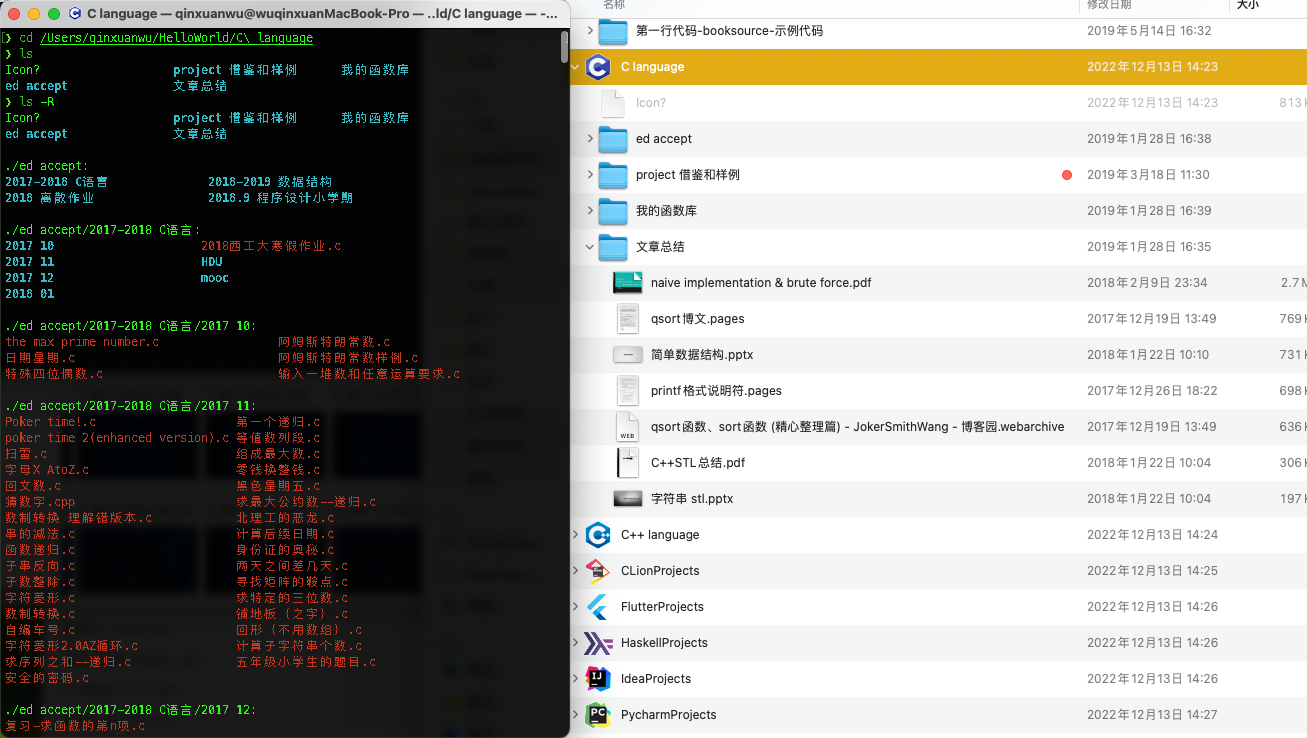 C language — qinxuanwu@wuqinxuanMacBook-Pro — ..ld/C language — -...
❯ cd /Users/qinxuanwu/HelloWorld/C\ language
❯ ls
Icon? project 借鉴和样例 我的函数库
ed accept 文章总结
❯ ls -R
Icon? project 借鉴和样例 我的函数库
ed accept 文章总结
./ed accept:
2017-2018 C语言 2018-2019 数据结构
2018 离散作业 2018.9 程序设计小学期
./ed accept/2017-2018 C语言:
2017 10 2018西工大寒假作业.c
2017 11 HDU
2017 12 mooc
2018 01
./ed accept/2017-2018 C语言/2017 10:
the max prime number.c 阿姆斯特朗常数.c
日期星期.c 阿姆斯特朗常数样例.c
特殊四位偶数.c 输入一堆数和任意运算要求.c
./ed accept/2017-2018 C语言/2017 11:
Poker time!.c 第一个递归.c
poker time 2(enhanced version).c 等值数列段.c
扫雷.c 组成最大数.c
字母X AtoZ.c 零钱换整钱.c
回文数.c 黑色星期五.c
猜数字.cpp 求最大公约数--递归.c
数制转换 理解错版本.c 北理工的恶龙.c
串的减法.c 计算后续日期.c
函数递归.c 身份证的奥秘.c
子串反向.c 两天之间差几天.c
子数整除.c 寻找矩阵的鞍点.c
字符菱形.c 求特定的三位数.c
数制转换.c 铺地板（之字）.c
自编车号.c 回形（不用数组）.c
字符菱形2.0AZ循环.c 计算子字符串个数.c
求序列之和--递归.c 五年级小学生的题目.c
安全的密码.c
./ed accept/2017-2018 C语言/2017 12:
复习-求函数的第n项.c
名称 修改日期 大小
第一行代码-booksource-示例代码 2019年5月14日 16:32
C language 2022年12月13日 14:23
Icon? 2022年12月13日 14:23 813
ed accept 2019年1月28日 16:38
project 借鉴和样例 2019年3月18日 11:30
我的函数库 2019年1月28日 16:39
文章总结 2019年1月28日 16:35
naive implementation & brute force.pdf 2018年2月9日 23:34 2.7
qsort博文.pages 2017年12月19日 13:49 769
简单数据结构.pptx 2018年1月22日 10:10 731
printf格式说明符.pages 2017年12月26日 18:22 698
WEB
qsort函数、sort函数 (精心整理篇) - JokerSmithWang - 博客园.webarchive 2017年12月19日 13:49 636
C++STL总结.pdf 2018年1月22日 10:04 306
字符串 stl.pptx 2018年1月22日 10:04 197
C++ language 2022年12月13日 14:24
CLionProjects 2022年12月13日 14:25
FlutterProjects 2022年12月13日 14:26
HaskellProjects 2022年12月13日 14:26
IJ IdeaProjects 2022年12月13日 14:26
PC PycharmProjects 2022年12月13日 14:27